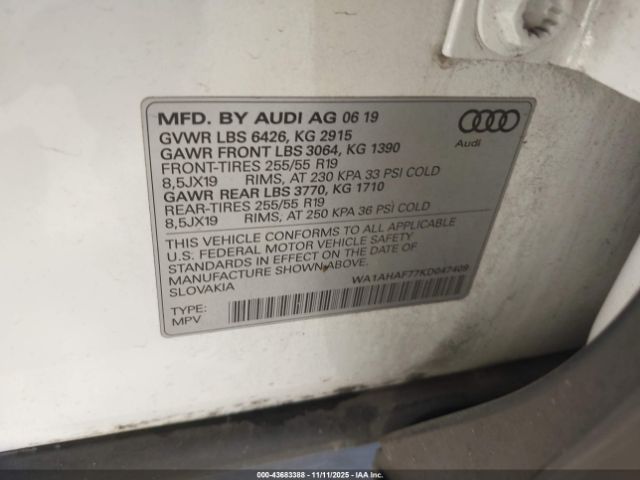 MFD. BY AUDI AG 06 19
GVWR LBS 6426, KG 2915
GAWR FRONT LBS 3064, KG 1390
FRONT-TIRES 255/55 R19
8,5JX19 RIMS, AT 230 KPA 33 PSI COLD
GAWR REAR LBS 3770, KG 1710
REAR-TIRES 255/55 R19
8,5JX19 RIMS, AT 250 KPA 36 PSI COLD
Audi
THIS VEHICLE CONFORMS TO ALL APPLICABLE
U.S. FEDERAL MOTOR VEHICLE SAFETY
STANDARDS IN EFFECT ON THE DATE OF
MANUFACTURE SHOWN ABOVE.
SLOVAKIA
WA1AHAF77KD047409
TYPE:
MPV
000-43683388 - 11/11/2025 - iaai.com